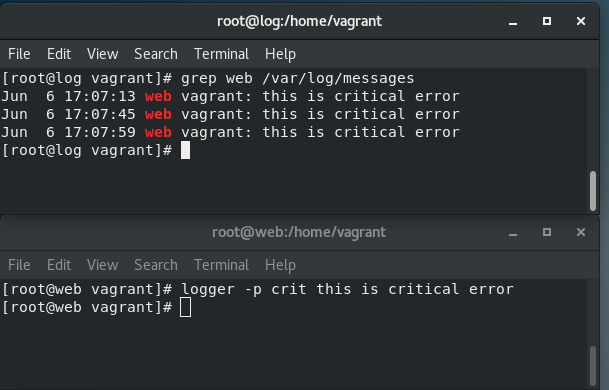 root@log:/home/vagrant
File Edit View Search Terminal Help
[root@log vagrant]# grep web /var/log/messages
Jun  6 17:07:13 web vagrant: this is critical error
Jun  6 17:07:45 web vagrant: this is critical error
Jun  6 17:07:59 web vagrant: this is critical error
[root@log vagrant]#
root@web:/home/vagrant
File Edit View Search Terminal Help
[root@web vagrant]# logger -p crit this is critical error
[root@web vagrant]#